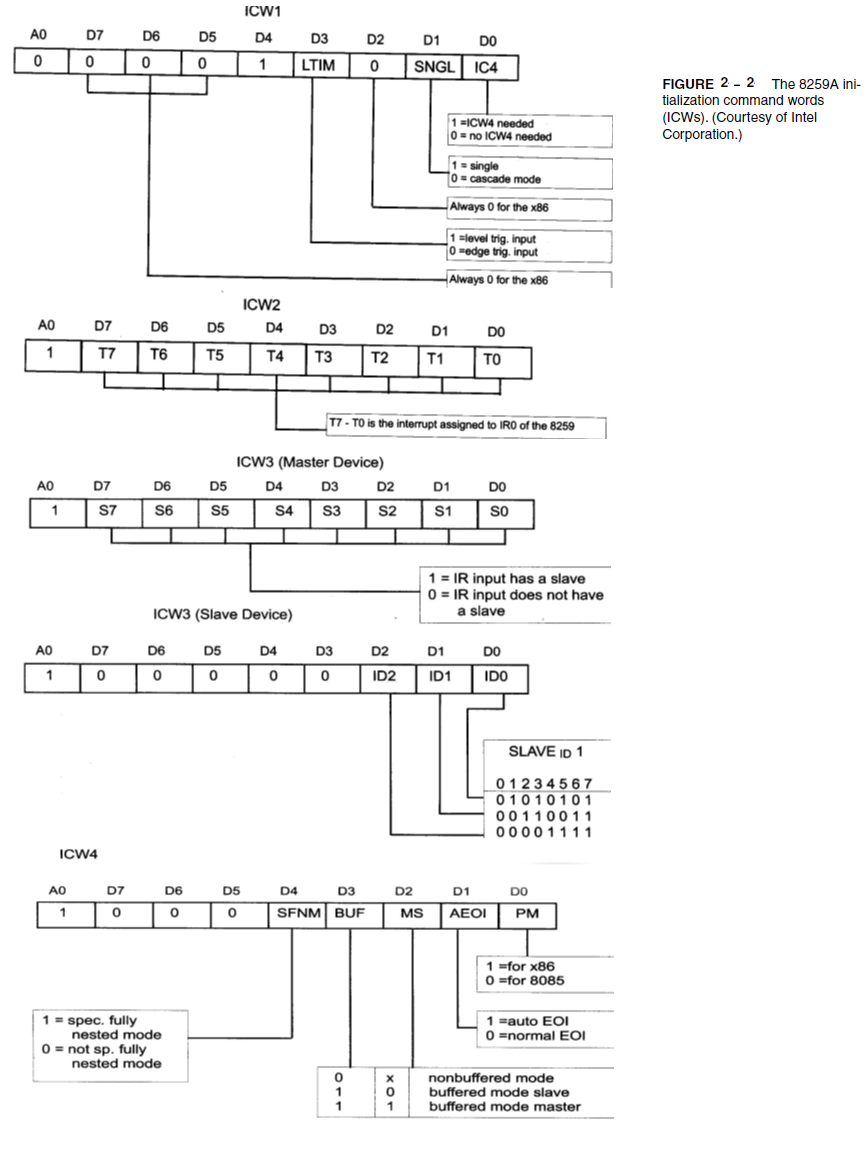 ICW1
A0 D7 D6 D5 D4 D3 D2 D1 D0
0 0 0 0 1 LTIM 0 SNGL IC4
FIGURE 2 – 2 The 8259A ini-
tialization command words
(ICWs). (Courtesy of Intel
Corporation.)
1 =ICW4 needed
0 = no ICW4 needed
1 = single
0 = cascade mode
Always 0 for the x86
1 =level trig. input
0 =edge trig. input
Always 0 for the x86
ICW2
A0 D7 D6 D5 D4 D3 D2 D1 D0
1 T7 T6 T5 T4 T3 T2 T1 T0
T7 - T0 is the interrupt assigned to IR0 of the 8259
ICW3 (Master Device)
A0 D7 D6 D5 D4 D3 D2 D1 D0
1 S7 S6 S5 S4 S3 S2 S1 S0
1 = IR input has a slave
0 = IR input does not have
a slave
ICW3 (Slave Device)
A0 D7 D6 D5 D4 D3 D2 D1 D0
1 0 0 0 0 0 ID2 ID1 ID0
SLAVE ID 1
0 1 2 3 4 5 6 7
0 1 0 1 0 1 0 1
0 0 1 1 0 0 1 1
0 0 0 0 1 1 1 1
ICW4
A0 D7 D6 D5 D4 D3 D2 D1 D0
1 0 0 0 SFNM BUF MS AEOI PM
1 =for x86
0 =for 8085
1 =auto EOI
0 =normal EOI
1 = spec. fully
nested mode
0 = not sp. fully
nested mode
0 x nonbuffered mode
1 0 buffered mode slave
1 1 buffered mode master